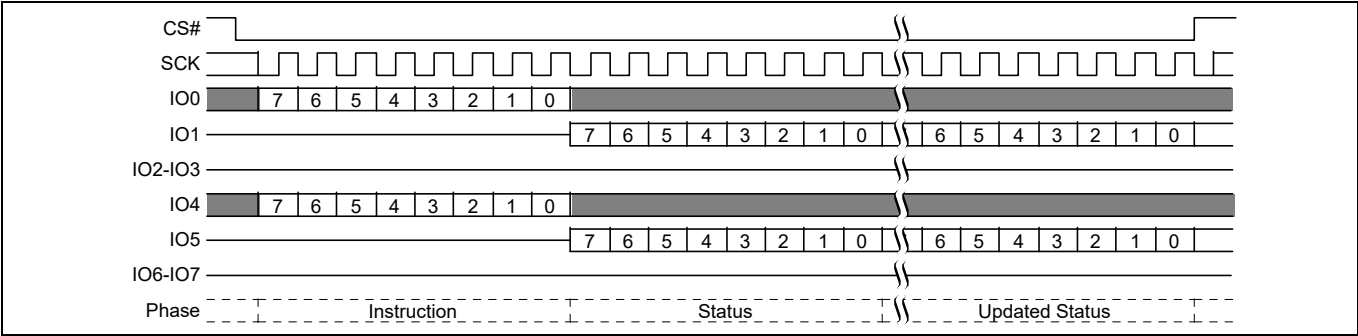 CS#
SCK
IO0 7 6 5 4 3 2 1 0
IO1 7 6 5 4 3 2 1 0 6 5 4 3 2 1 0
IO2-IO3
IO4 7 6 5 4 3 2 1 0
IO5 7 6 5 4 3 2 1 0 6 5 4 3 2 1 0
IO6-IO7
Phase Instruction Status Updated Status